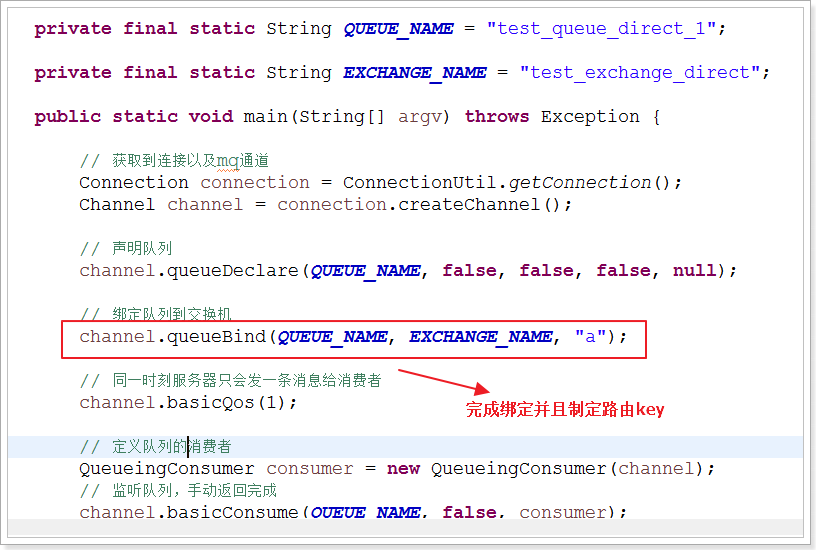 private final static String QUEUE_NAME = "test_queue_direct_1";
private final static String EXCHANGE_NAME = "test_exchange_direct";
public static void main(String[] argv) throws Exception {
// 获取到连接以及mq通道
Connection connection = ConnectionUtil.getConnection();
Channel channel = connection.createChannel();
// 声明队列
channel.queueDeclare(QUEUE_NAME, false, false, false, null);
// 绑定队列到交换机
channel.queueBind(QUEUE_NAME, EXCHANGE_NAME, "a");
// 同一时刻服务器只会发一条消息给消费者
channel.basicQos(1);
完成绑定并且制定路由key
// 定义队列的消费者
QueueingConsumer consumer = new QueueingConsumer(channel);
// 监听队列，手动返回完成
channel.basicConsume(QUEUE_NAME, false, consumer);